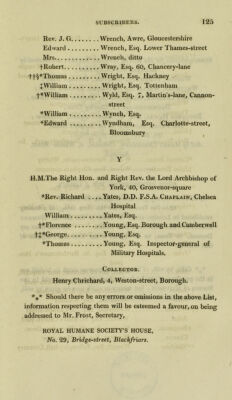 SUBSCRIBERS. 125
Rev. J. G. ........ Wrench, Awre, Gloucestershire
Edward .......... Wrench, Esq. Lower Thames-street
Mrs. ............. Wrench, ditto
†Robert .......... Wray, Esq. 60, Chancery-lane
†‡§*Thomas ......... Wright, Esq. Hackney
‡William ......... Wright, Esq. Tottenham
†*William ......... Wyld, Esq. 7, Martin's-lane, Cannon-
street
*William ......... Wynch, Esq.
*Edward ......... Wyndham, Esq. Charlotte-street,
Bloomsbury
Y
H.M.The Right Hon. and Right Rev. the Lord Archbishop of
York, 40, Grosvenor-square
*Rev. Richard .... Yates, D.D. F.S.A. CHAPLAIN, Chelsea
Hospital
William ......... Yates, Esq.
†*Florence ........ Young, Esq. Borough and Camberwell
†‡*George .......... Young, Esq.
*Thomas ......... Young, Esq. Inspector-general of
Military Hospitals.
COLLECTOR.
Henry Chrichard, 4, Weston-street, Borough.
*** Should there be any errors or omissions in the above List,
information respecting them will be esteemed a favour, on being
addressed to Mr. Frost, Secretary,
ROYAL HUMANE SOCIETY'S HOUSE,
No. 29, Bridge-street, Blackfriars.